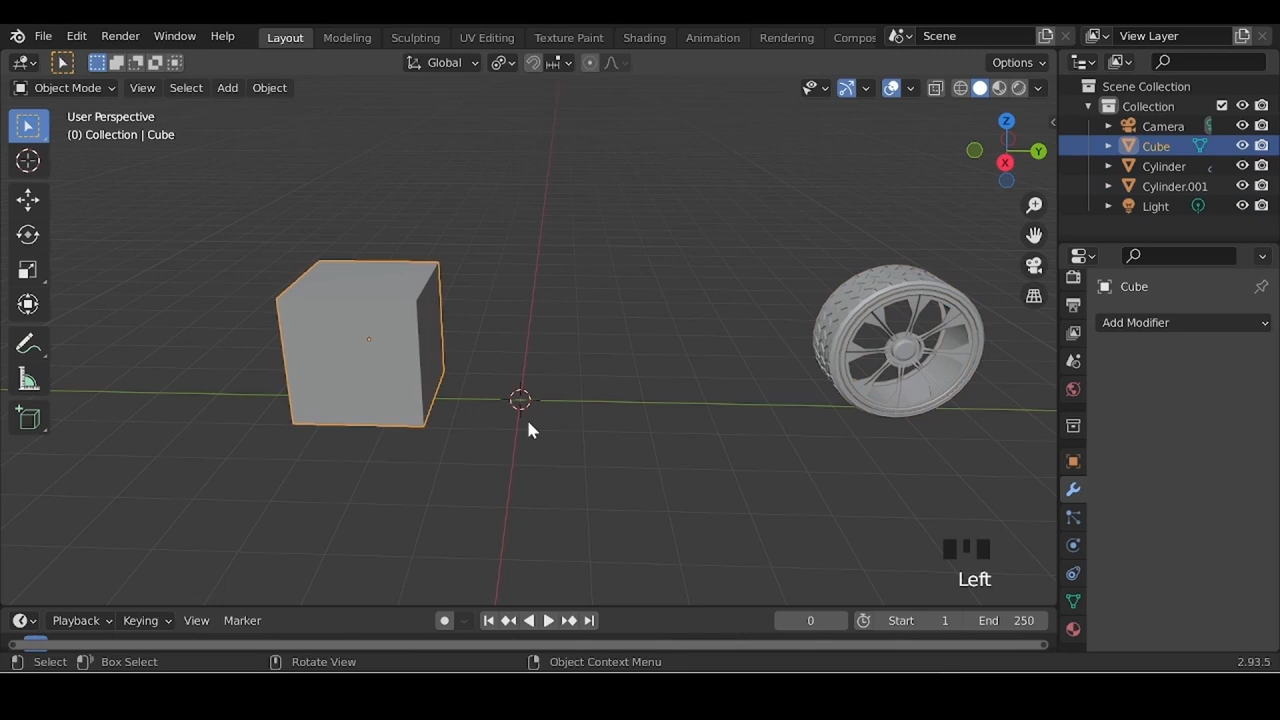 File Edit Render Window Help Layout Modeling Sculpting UV Editing Texture Paint Shading Animation Rendering Compos Scene View Layer
Global Options
Object Mode View Select Add Object
User Perspective
(0) Collection | Cube
Z
Y
X
Scene Collection
Collection
Camera
Cube
Cylinder
Cylinder.001
Light
Cube
Add Modifier
Left
Playback Keying View Marker 0 Start 1 End 250
Select Box Select Rotate View Object Context Menu 2.93.5